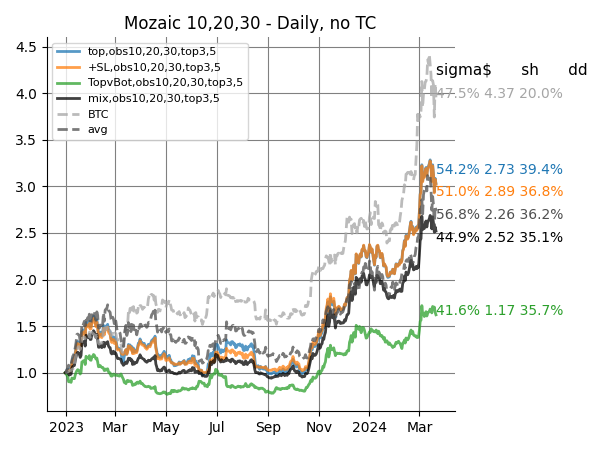 Mozaic 10,20,30 - Daily, no TC
top,obs10,20,30,top3,5
+SL,obs10,20,30,top3,5
TopvBot,obs10,20,30,top3,5
mix,obs10,20,30,top3,5
BTC
avg
sigma$ sh dd
47.5% 4.37 20.0%
54.2% 2.73 39.4%
51.0% 2.89 36.8%
56.8% 2.26 36.2%
44.9% 2.52 35.1%
41.6% 1.17 35.7%
4.5
4.0
3.5
3.0
2.5
2.0
1.5
1.0
2023 Mar May Jul Sep Nov 2024 Mar